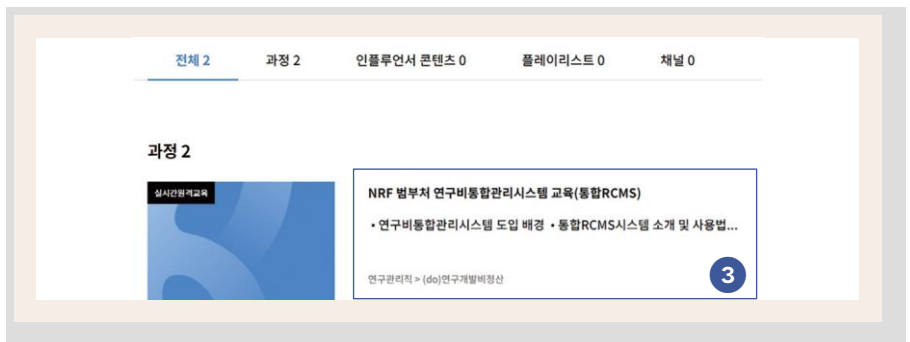 전체 2 과정 2 인플루언서 콘텐츠 0 플레이리스트 0 채널 0
과정 2
실시간원격교육
NRF 범부처 연구비통합관리시스템 교육(통합RCMS)
• 연구비통합관리시스템 도입 배경 • 통합RCMS시스템 소개 및 사용법...
연구관리직 > (do)연구개발비정산
3